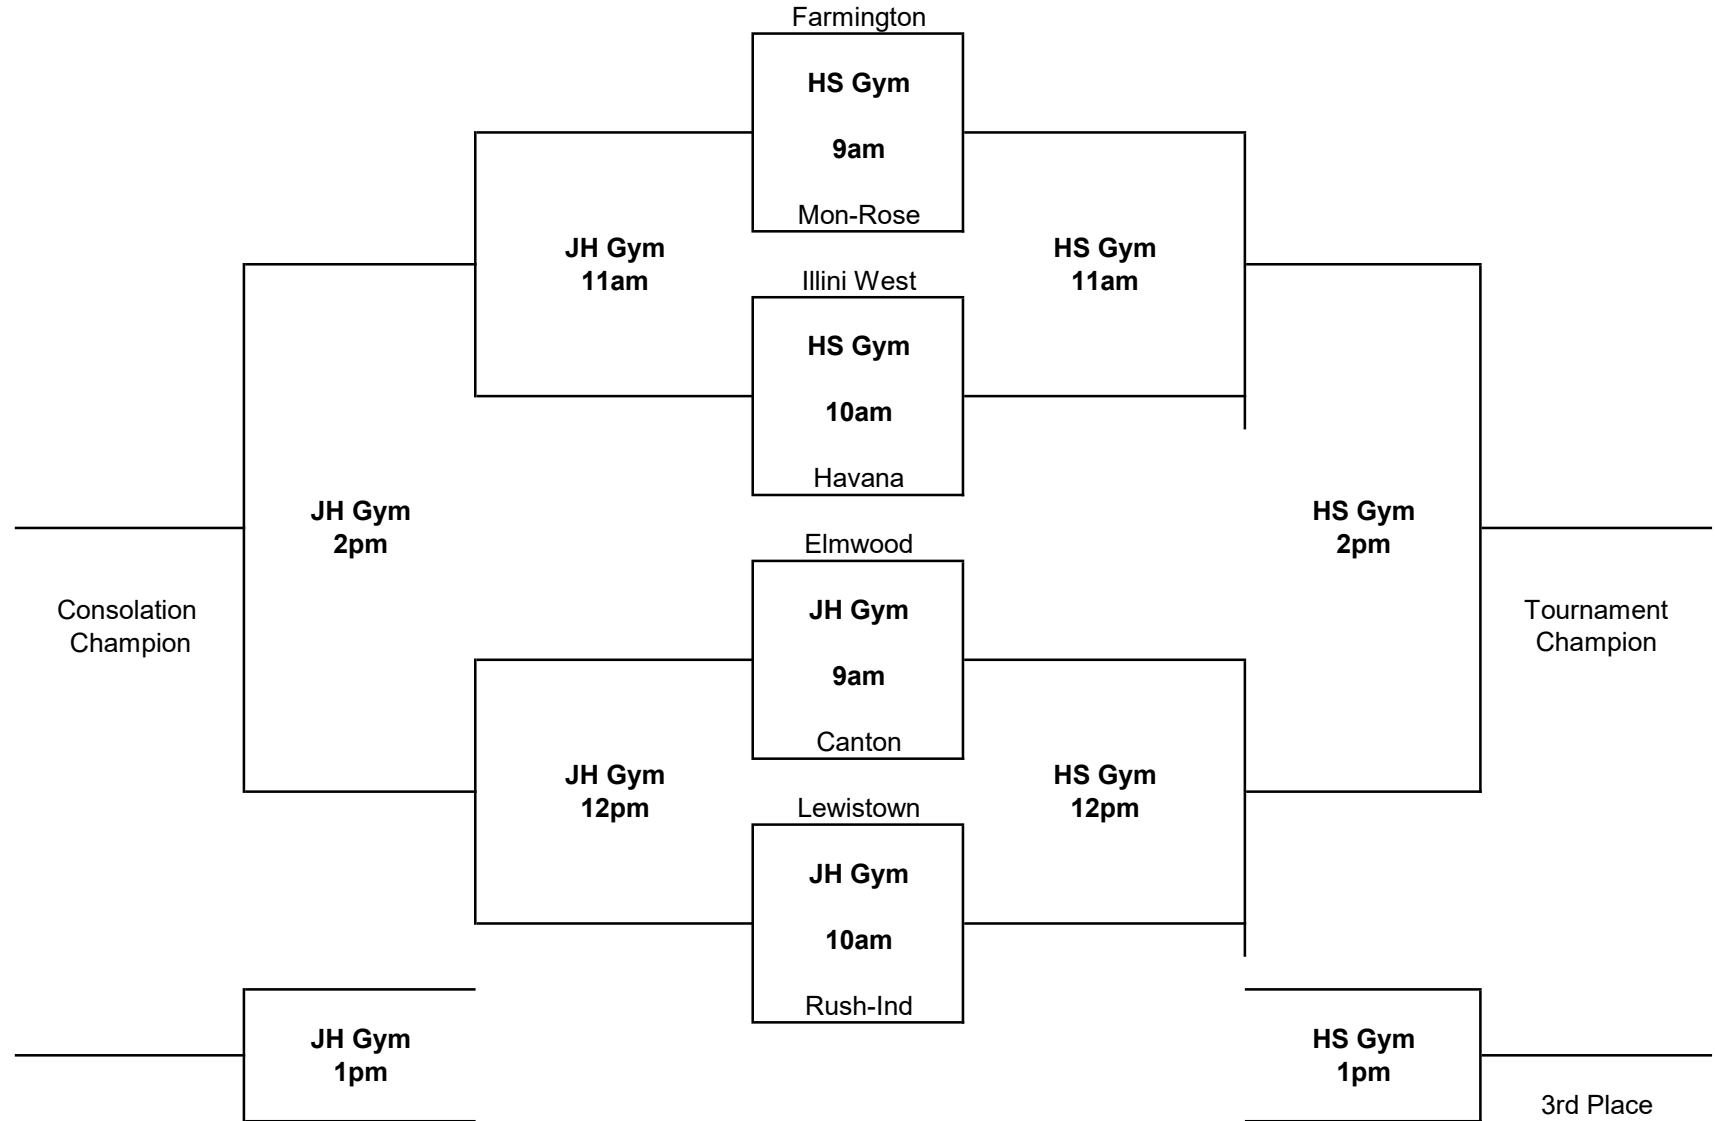 Farmington
HS Gym
9am
Mon-Rose
JH Gym
11am
HS Gym
11am
Illini West
HS Gym
10am
Havana
JH Gym
2pm
HS Gym
2pm
Elmwood
JH Gym
9am
Canton
Consolation
Champion
Tournament
Champion
JH Gym
12pm
HS Gym
12pm
Lewistown
JH Gym
10am
Rush-Ind
JH Gym
1pm
HS Gym
1pm
3rd Place